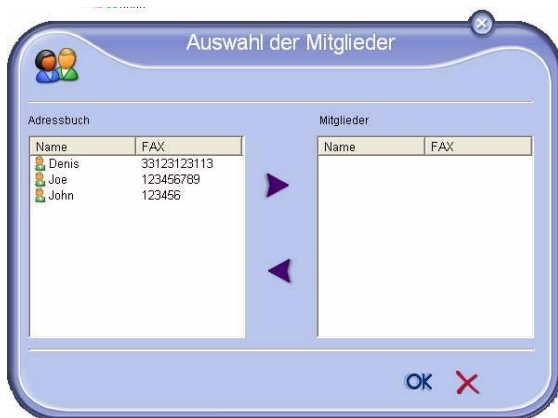 Auswahl der Mitglieder
Adressbuch
Mitglieder
Name FAX
Denis 33123123113
Joe 123456789
John 123456
Name FAX
OK